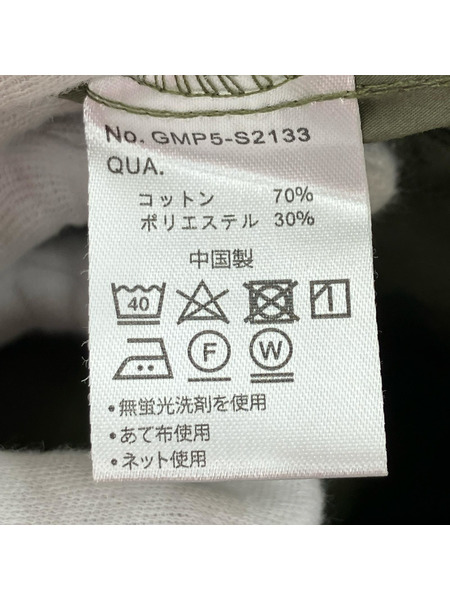 No. GMP5-S2133
QUA.
コットン 70%
ポリエステル 30%
中国製
40
F W
・無蛍光洗剤を使用
・あて布使用
・ネット使用